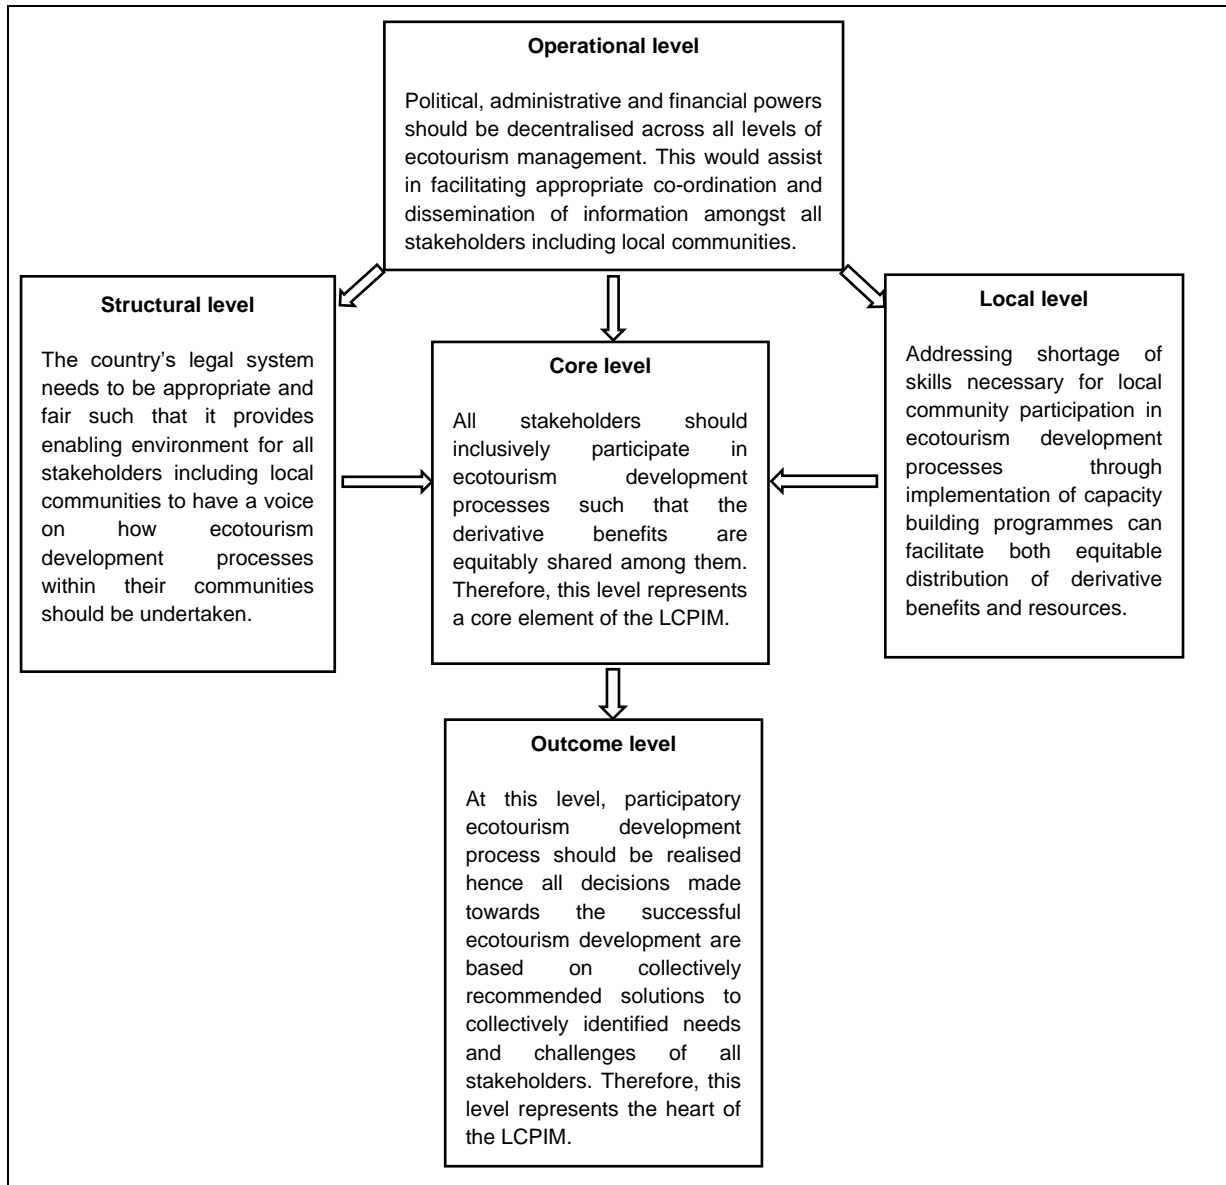 Operational level
Political, administrative and financial powers
should be decentralised across all levels of
ecotourism management. This would assist
in facilitating appropriate co-ordination and
dissemination of information amongst all
stakeholders including local communities.
Structural level
The country's legal system
needs to be appropriate and
fair such that it provides
enabling environment for all
stakeholders including local
communities to have a voice
on how ecotourism
development processes
within their communities
should be undertaken.
Core level
All stakeholders should
inclusively participate in
ecotourism development
processes such that the
derivative benefits are
equitably shared among them.
Therefore, this level represents
a core element of the LCPIM.
Local level
Addressing shortage of
skills necessary for local
community participation in
ecotourism development
processes through
implementation of capacity
building programmes can
facilitate both equitable
distribution of derivative
benefits and resources.
Outcome level
At this level, participatory
ecotourism development
process should be realised
hence all decisions made
towards the successful
ecotourism development are
based on collectively
recommended solutions to
collectively identified needs
and challenges of all
stakeholders. Therefore, this
level represents the heart of
the LCPIM.